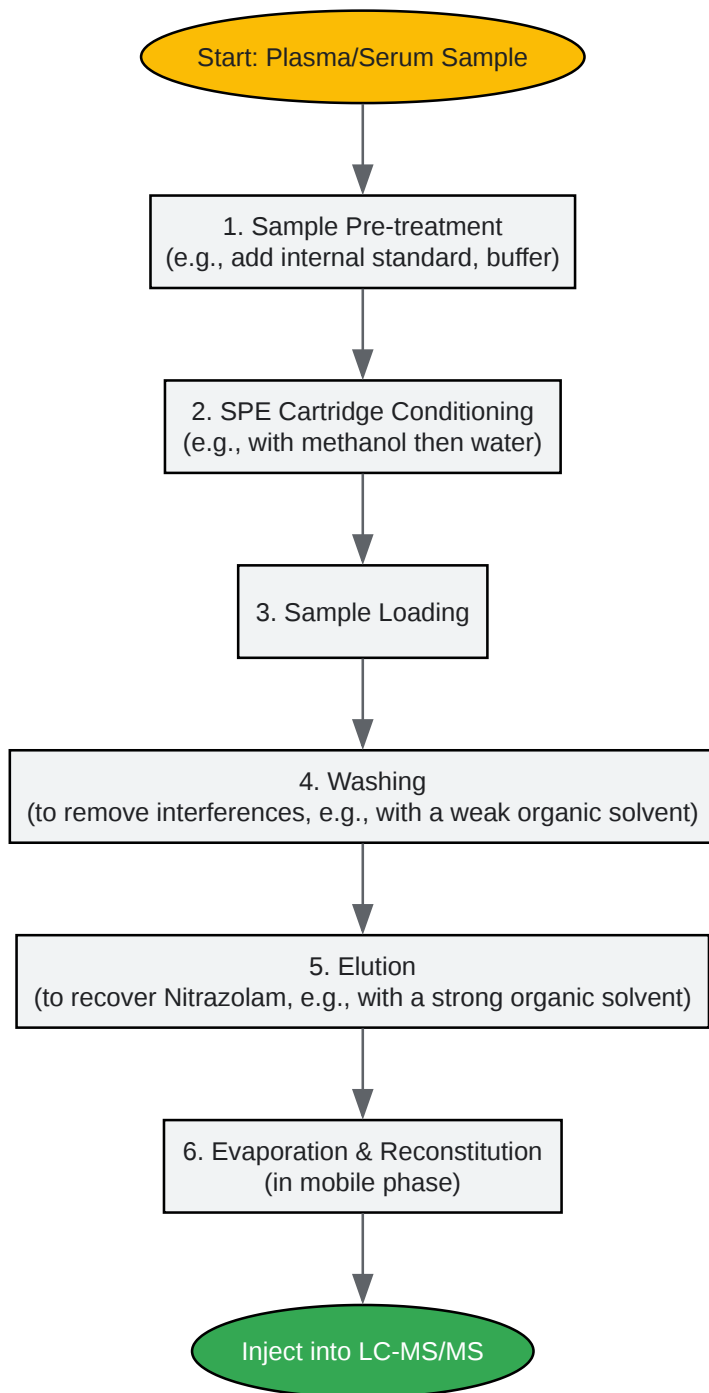 Start: Plasma/Serum Sample
1. Sample Pre-treatment
(e.g., add internal standard, buffer)
2. SPE Cartridge Conditioning
(e.g., with methanol then water)
3. Sample Loading
4. Washing
(to remove interferences, e.g., with a weak organic solvent)
5. Elution
(to recover Nitrazolam, e.g., with a strong organic solvent)
6. Evaporation & Reconstitution
(in mobile phase)
Inject into LC-MS/MS